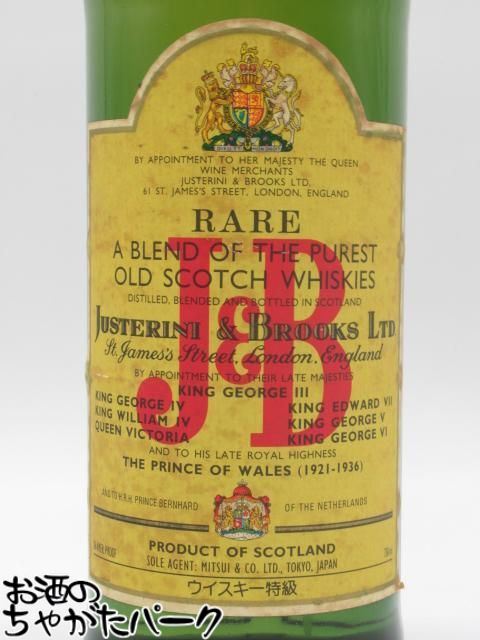 BY APPOINTMENT TO HER MAJESTY THE QUEEN
WINE MERCHANTS
JUSTERINI & BROOKS LTD,
61 ST. JAMES'S STREET, LONDON, ENGLAND
RARE
A BLEND OF THE PUREST
OLD SCOTCH WHISKIES
DISTILLED, BLENDED AND BOTTLED IN SCOTLAND
J&B
JUSTERINI & BROOKS LTD
St. James's Street, London, England
BY APPOINTMENT TO THEIR LATE MAJESTIES
KING GEORGE III
KING GEORGE IV KING EDWARD VII
KING WILLIAM IV KING GEORGE V
QUEEN VICTORIA KING GEORGE VI
AND TO HIS LATE ROYAL HIGHNESS
THE PRINCE OF WALES (1921-1936)
AND TO H.R.H. PRINCE BERNHARD OF THE NETHERLANDS
PRODUCT OF SCOTLAND
SOLE AGENT: MITSUI & CO. LTD., TOKYO, JAPAN
ウイスキー特級
お酒の
ちゃがたパーク